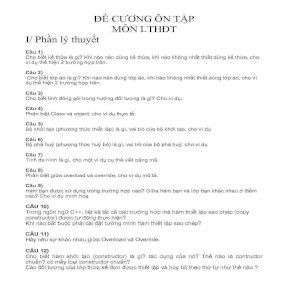 ĐỀ CƯƠNG ÔN TẬP
MÔN LTHĐT
I/ Phần lý thuyết
Câu 1)
Cho biết kế thừa là gì? Khi nào nên dùng kế thừa, khi nào không nhất thiết dùng kế thừa, cho
ví dụ thể hiện 2 trường hợp trên.
Câu 2)
Cho biết lớp ảo là gì? Khi nào nên dùng lớp ảo, khi nào không nhất thiết dùng lớp ảo, cho ví
dụ thể hiện 2 trường hợp trên.
Câu 3)
Cho biết tính đóng gói trong hướng đối tượng là gì? Cho ví dụ.
Câu 4)
Phân biệt Class và object, cho ví dụ thực tế.
Câu 5)
Bộ khởi tạo (phương thức thiết lập) là gì, vai trò của bộ khởi tạo, cho ví dụ
Câu 6)
Bộ phá huỷ (phương thức huỷ bỏ) là gì, vai trò của bộ phá huỷ, cho ví dụ
Câu 7)
Tính đa hình là gì, cho một ví dụ cụ thể viết bằng mã.
Câu 8)
Phân biệt giữa overload và override, cho ví dụ mô tả.
Câu 9)
Hàm bạn được sử dụng trong trường hợp nào? Giữa hàm bạn và lớp bạn khác nhau ở điểm
nào? Cho ví dụ minh hoạ
CÂU 10)
Trong ngôn ngữ C++, liệt kê tất cả các trường hợp mà hàm thiết lập sao chép (copy
constructor) được tự động thực hiện?
Khi nào bắt buộc phải cài đặt tường minh hàm thiết lập sao chép?
CÂU 11)
Hãy nêu sự khác nhau giữa Overload và Override.
CÂU 12)
Cho biết hàm khởi tạo (constructor) là gì? tác dụng của nó? Thế nào là contructor
chuẩn? có mấy loại constructor chuẩn?
Các đối tượng của lớp thừa kế đơn được thiết lập và hủy bỏ theo thứ tự như thế nào ?